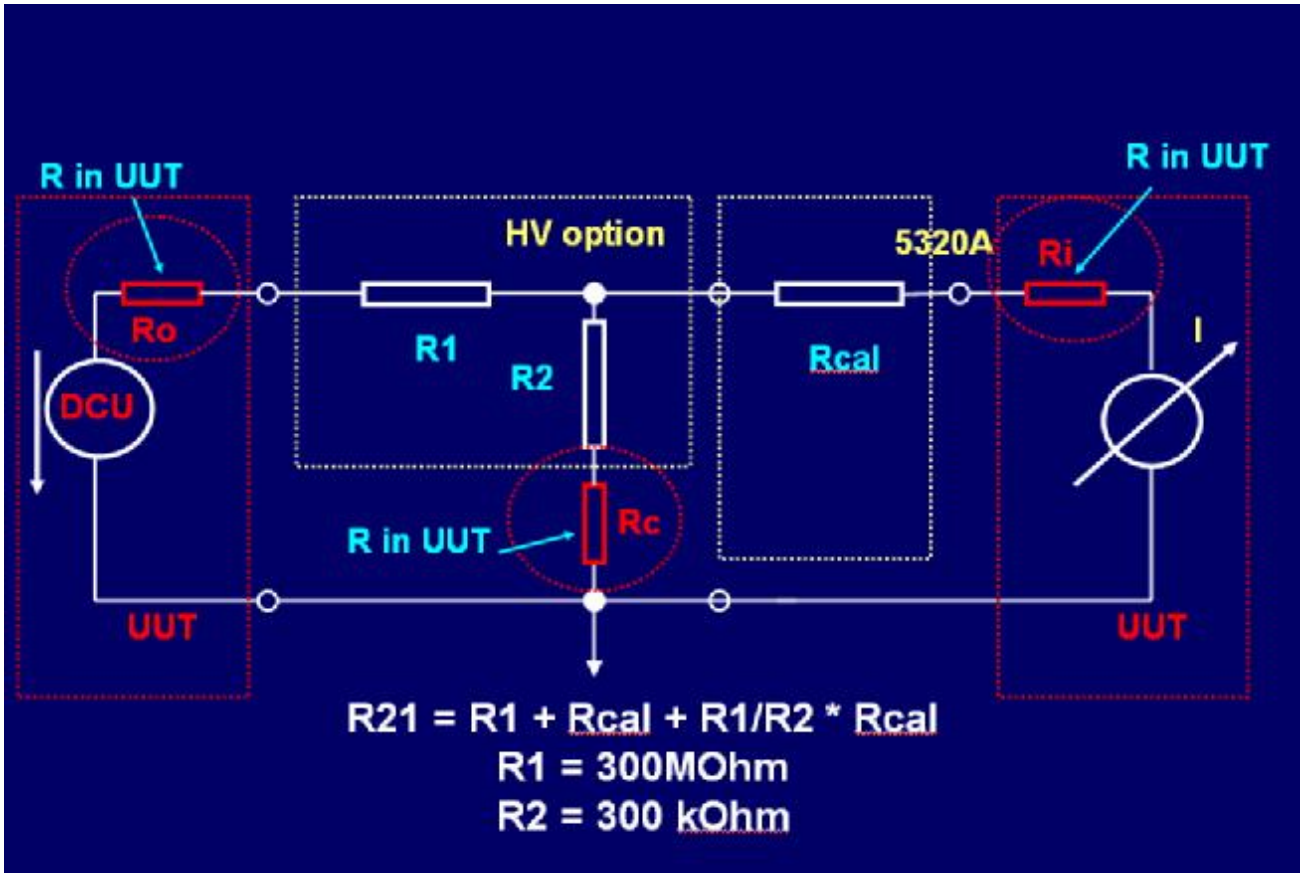 R in UUT
R in UUT
HV option
5320A
Ri
Ro
R1
R2
Rcal
I
DCU
R in UUT
Rc
UUT
UUT
R21 = R1 + Rcal + R1/R2 * Rcal
R1 = 300MOhm
R2 = 300 kOhm